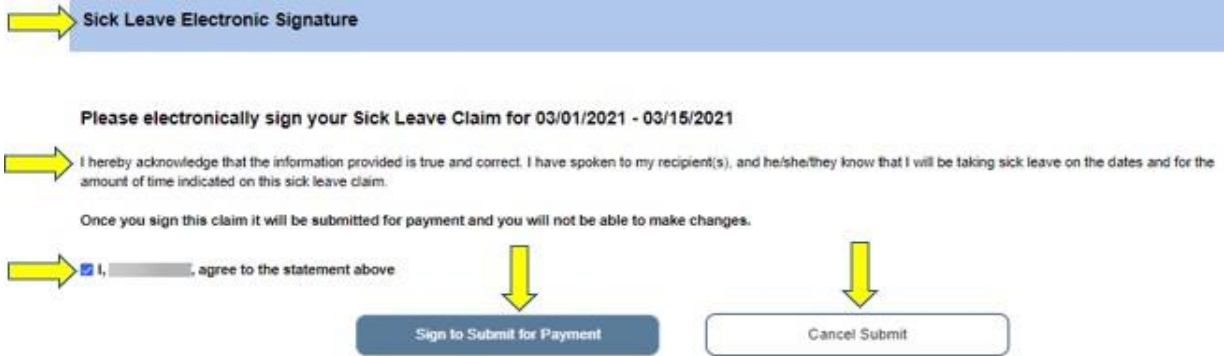 Sick Leave Electronic Signature
Please electronically sign your Sick Leave Claim for 03/01/2021 - 03/15/2021
I hereby acknowledge that the information provided is true and correct. I have spoken to my recipient(s), and he/she/they know that I will be taking sick leave on the dates and for the
amount of time indicated on this sick leave claim.
Once you sign this claim it will be submitted for payment and you will not be able to make changes.
I, , agree to the statement above
Sign to Submit for Payment
Cancel Submit